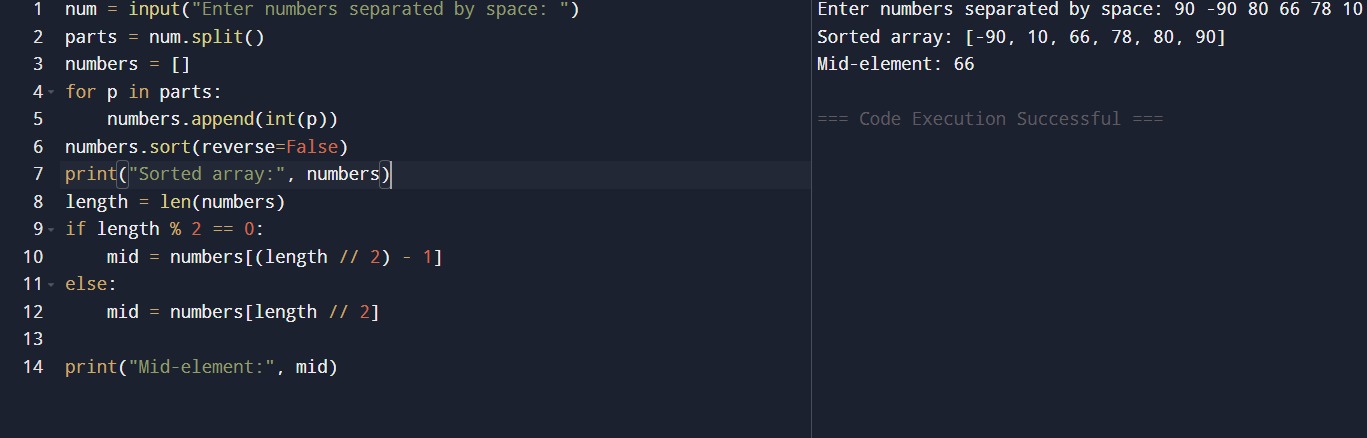 1 num = input("Enter numbers separated by space: ")
2 parts = num.split()
3 numbers = []
4 for p in parts:
5     numbers.append(int(p))
6 numbers.sort(reverse=False)
7 print("Sorted array:", numbers)
8 length = len(numbers)
9 if length % 2 == 0:
10     mid = numbers[(length // 2) - 1]
11 else:
12     mid = numbers[length // 2]
13
14 print("Mid-element:", mid)
Enter numbers separated by space: 90 -90 80 66 78 10
Sorted array: [-90, 10, 66, 78, 80, 90]
Mid-element: 66
=== Code Execution Successful ===